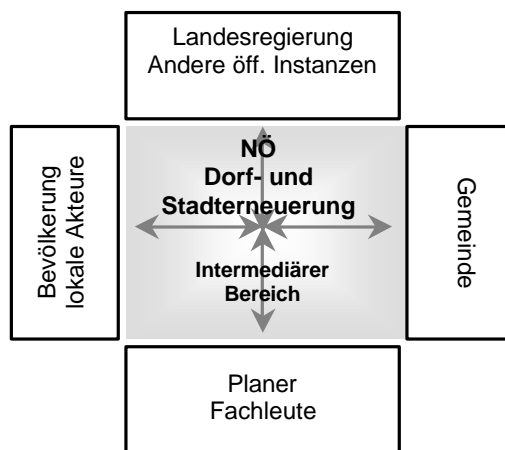 Landesregierung
Andere öff. Instanzen
Bevölkerung
lokale Akteure
NÖ
Dorf- und
Stadterneuerung
Intermediärer
Bereich
Gemeinde
Planer
Fachleute